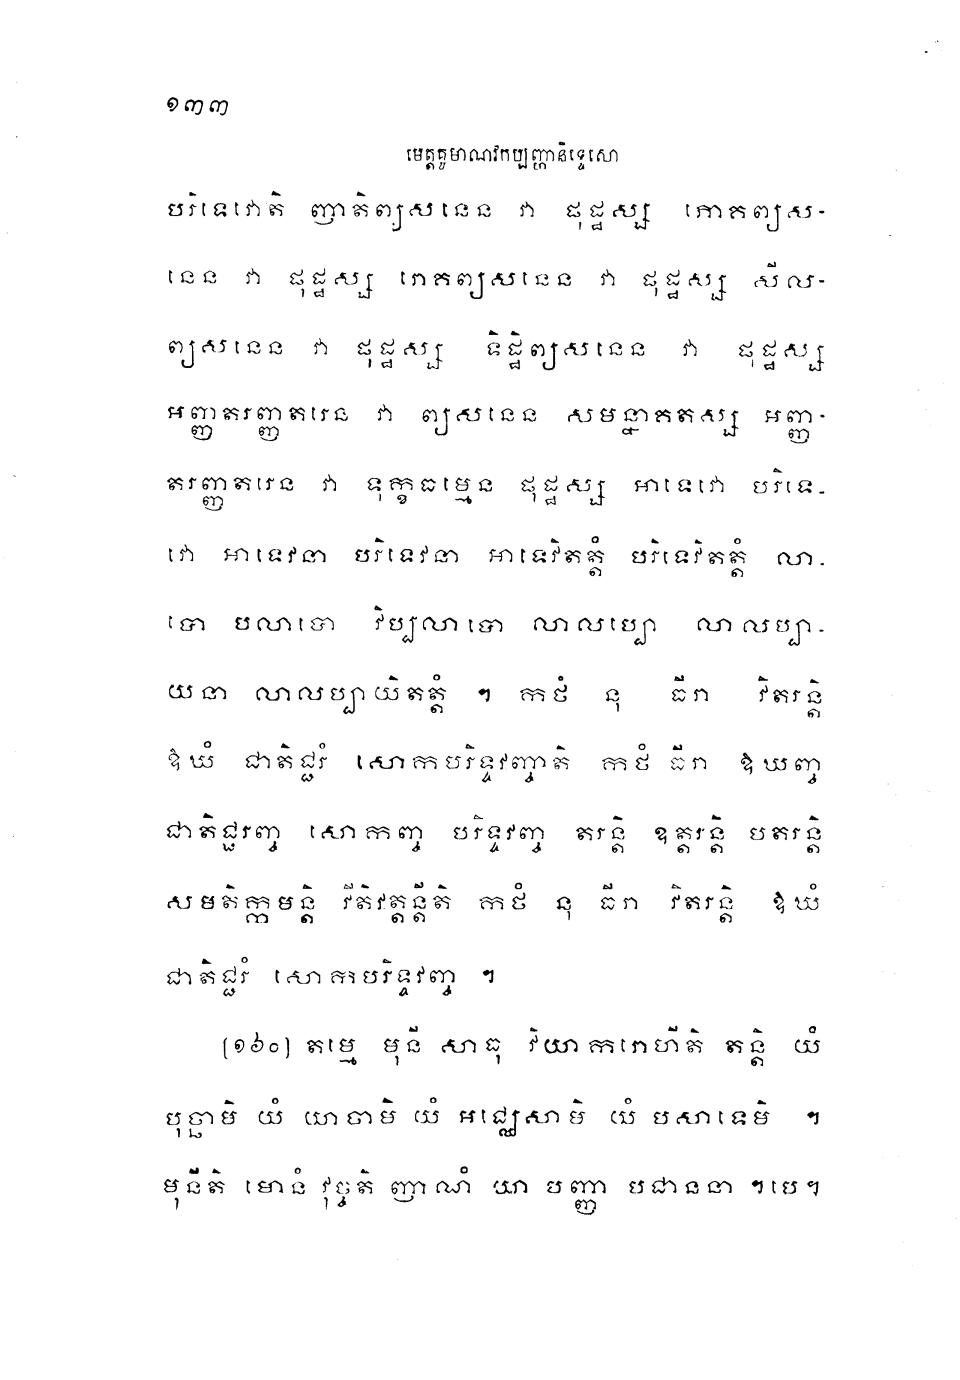 ១៣៣
មេត្តគូមាណវកប្បញ្ហានិទ្ទេសោ
បរិទេវោតិ ញាតិព្យសនេន វា ផុដ្ឋស្ស ភោគព្យស-
នេន វា ផុដ្ឋស្ស រោគព្យសនេន វា ផុដ្ឋស្ស សីល-
ព្យសនេន វា ផុដ្ឋស្ស ទិដ្ឋិព្យសនេន វា ផុដ្ឋស្ស
អញ្ញតរញ្ញតរេន វា ព្យសនេន សមន្នាគតស្ស អញ្ញ-
តរញ្ញតរេន វា ទុក្ខធម្មេន ផុដ្ឋស្ស អាទេវោ បរិទេ-
វោ អាទេវនា បរិទេវនា អាទេវិតត្តំ បរិទេវិតត្តំ លា-
បោ បលាបោ វិប្បលាបោ លាលប្បោ លាលប្បា-
យនា លាលប្បាយិតត្តំ ។ កថំ នុ ធីរា វិតរន្តិ
ឱឃំ ជាតិជ្ជរំ សោកបរិទ្ទវញ្ចាតិ កថំ ធីរា ឱឃញ្ច
ជាតិជ្ជរញ្ច សោកញ្ច បរិទ្ទវញ្ច តរន្តិ ឧត្តរន្តិ បតរន្តិ
សមតិក្កមន្តិ វីតិវត្តន្តីតិ កថំ នុ ធីរា វិតរន្តិ ឱឃំ
ជាតិជ្ជរំ សោកបរិទ្ទវញ្ច ។
[១៦០] តម្មេ មុនី សាធុ វិយាករោហីតិ តន្តិ យំ
បុច្ឆាមិ យំ យាចាមិ យំ អជ្ឈេសាមិ យំ បសាទេមិ ។
មុនីតិ មោនំ វុច្ចតិ ញាណំ យា បញ្ញា បជាននា ។បេ។